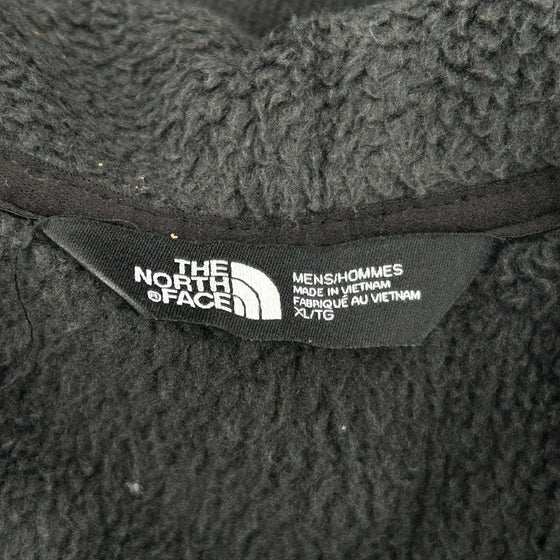 THE
NORTH
®FACE
MENS/HOMMES
MADE IN VIETNAM
FABRIQUÉ AU VIETNAM
XL/TG